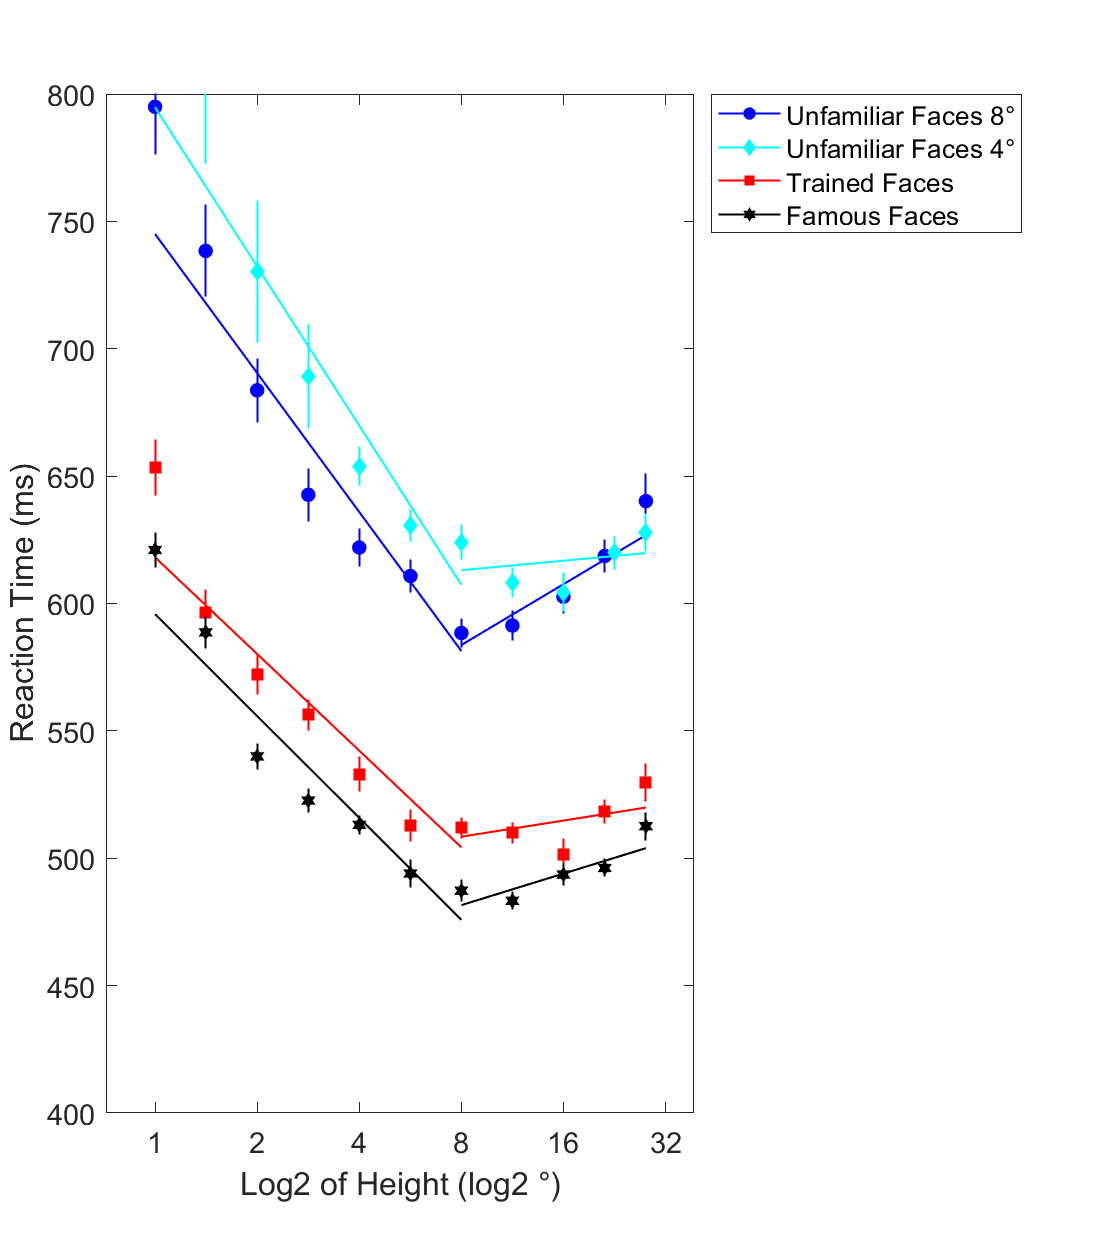 800
750
700
650
600
550
500
450
400
Reaction Time (ms)
1 2 4 8 16 32
Log2 of Height (log2 °)
Unfamiliar Faces 8°
Unfamiliar Faces 4°
Trained Faces
Famous Faces